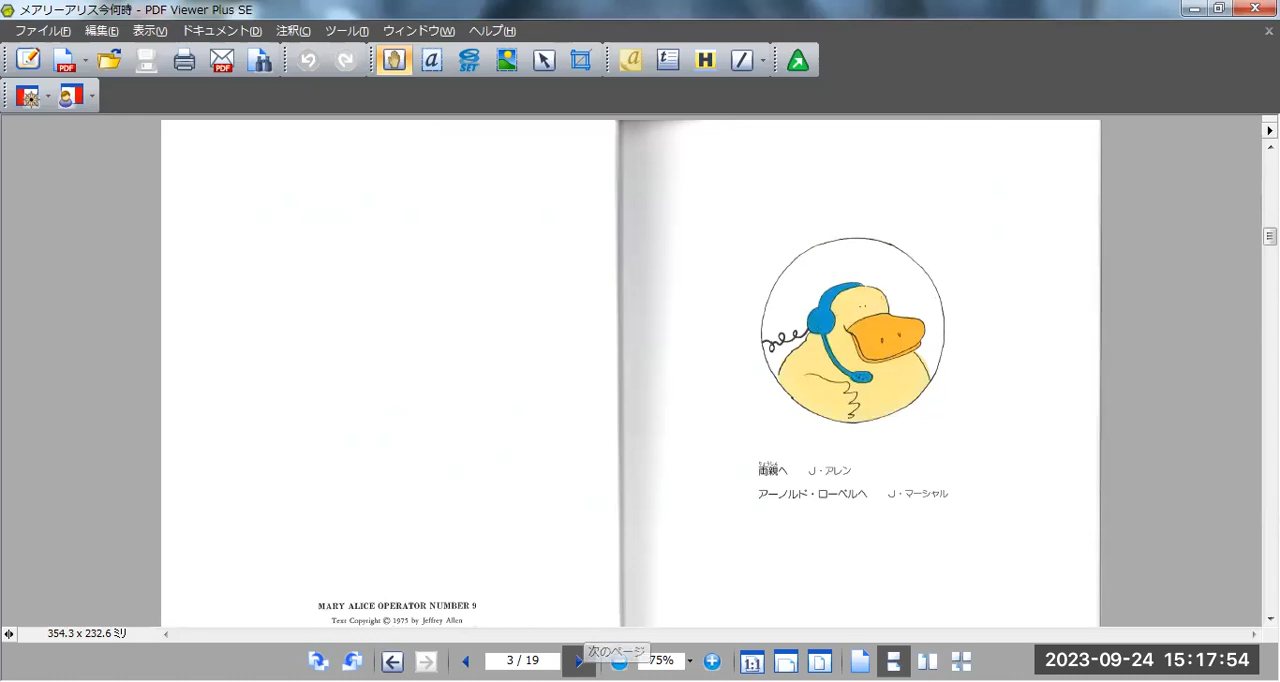 メアリーアリス今何時 - PDF Viewer Plus SE
ファイル(F) 編集(E) 表示(V) ドキュメント(D) 注釈(C) ツール(T) ウィンドウ(W) ヘルプ(H)
両親へ J・アレン
アーノルド・ローベルへ J・マーシャル
MARY ALICE OPERATOR NUMBER 9
Text Copyright © 1975 by Jeffrey Allen
354.3 x 232.6 ミリ
次のページ
3 / 19
75%
2023-09-24 15:17:54